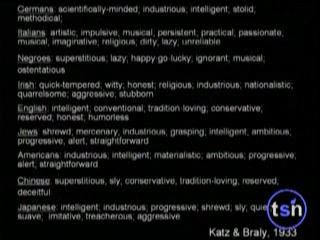 Germans: scientifically-minded; industrious; intelligent; stolid,
methodical;
Italians: artistic; impulsive; musical, persistent; practical, passionate,
musical, imaginative, religious; dirty, lazy, unreliable
Negroes: superstitious; lazy; happy-go-lucky; ignorant; musical;
ostentatious
Irish: quick-tempered; witty; honest; religious; industrious; nationalistic;
quarrelsome; aggressive; stubborn
English: intelligent; conventional; tradition-loving; conservative;
reserved; honest; humorless
Jews: shrewd; mercenary; industrious; grasping; intelligent, ambitious;
progressive, alert, straightforward
Americans: industrious; intelligent; materialistic; ambitious; progressive;
alert, straightforward
Chinese: superstitious, sly; conservative, tradition-loving; reserved,
deceitful
Japanese: intelligent; industrious; progressive; shrewd; sly;
suave; imitative; treacherous; aggressive
tsn
Katz & Braly, 1933